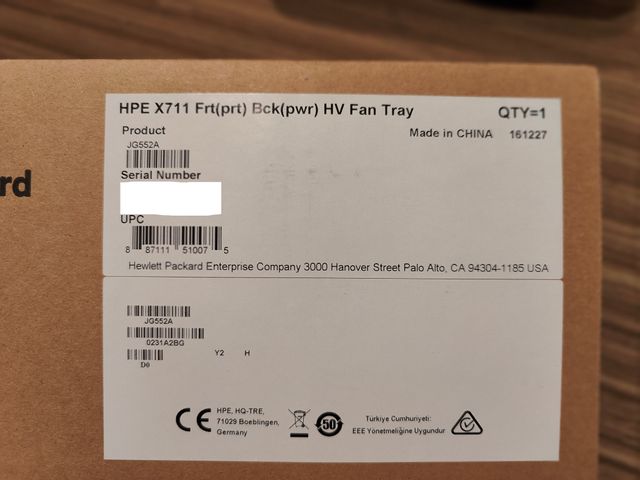 HPE X711 Frt(prt) Bck(pwr) HV Fan Tray QTY=1
Product Made in CHINA 161227
JG552A
Serial Number
UPC
8 87111 51007 5
Hewlett Packard Enterprise Company 3000 Hanover Street Palo Alto, CA 94304-1185 USA
rd
JG552A
0231A2BG
Y2 H
D0
CE
HPE, HQ-TRE,
71029 Boeblingen,
Germany
50
Türkiye Cumhuriyeti:
EEE Yönetmeliğine Uygundur